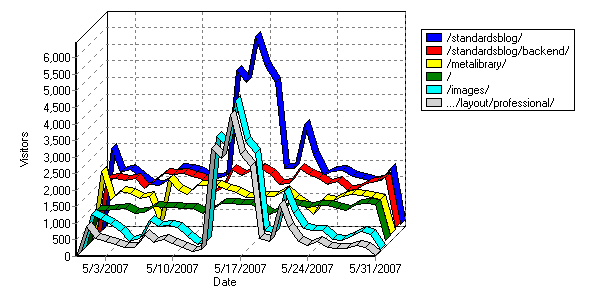 6,000
5,500
5,000
4,500
4,000
3,500
3,000
2,500
2,000
1,500
1,000
500
0
Visitors
5/3/2007 5/10/2007 5/17/2007 5/24/2007 5/31/2007
Date
/standardsblog/
/standardsblog/backend/
/metalibrary/
/
/images/
.../layout/professional/